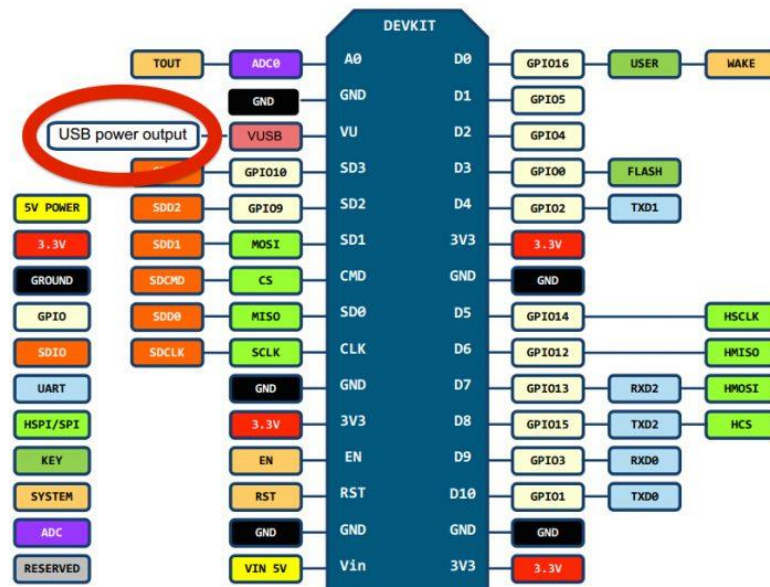 DEVKIT
TOUT ADC0 A0 D0 GPIO16 USER WAKE
GND GND D1 GPIO5
USB power output VUSB VU D2 GPIO4
GPIO10 SD3 D3 GPIO0 FLASH
5V POWER SDD2 GPIO9 SD2 D4 GPIO2 TXD1
3.3V SDD1 MOSI SD1 3V3 3.3V
GROUND SDCMD CS CMD GND GND
GPIO SDD0 MISO SD0 D5 GPIO14 HSCLK
SDIO SDCLK SCLK CLK D6 GPIO12 HMISO
UART GND GND D7 GPIO13 RXD2 HMOSI
HSPI/SPI 3.3V 3V3 D8 GPIO15 TXD2 HCS
KEY EN EN D9 GPIO3 RXD0
SYSTEM RST RST D10 GPIO1 TXD0
ADC GND GND GND GND
RESERVED VIN 5V Vin 3V3 3.3V